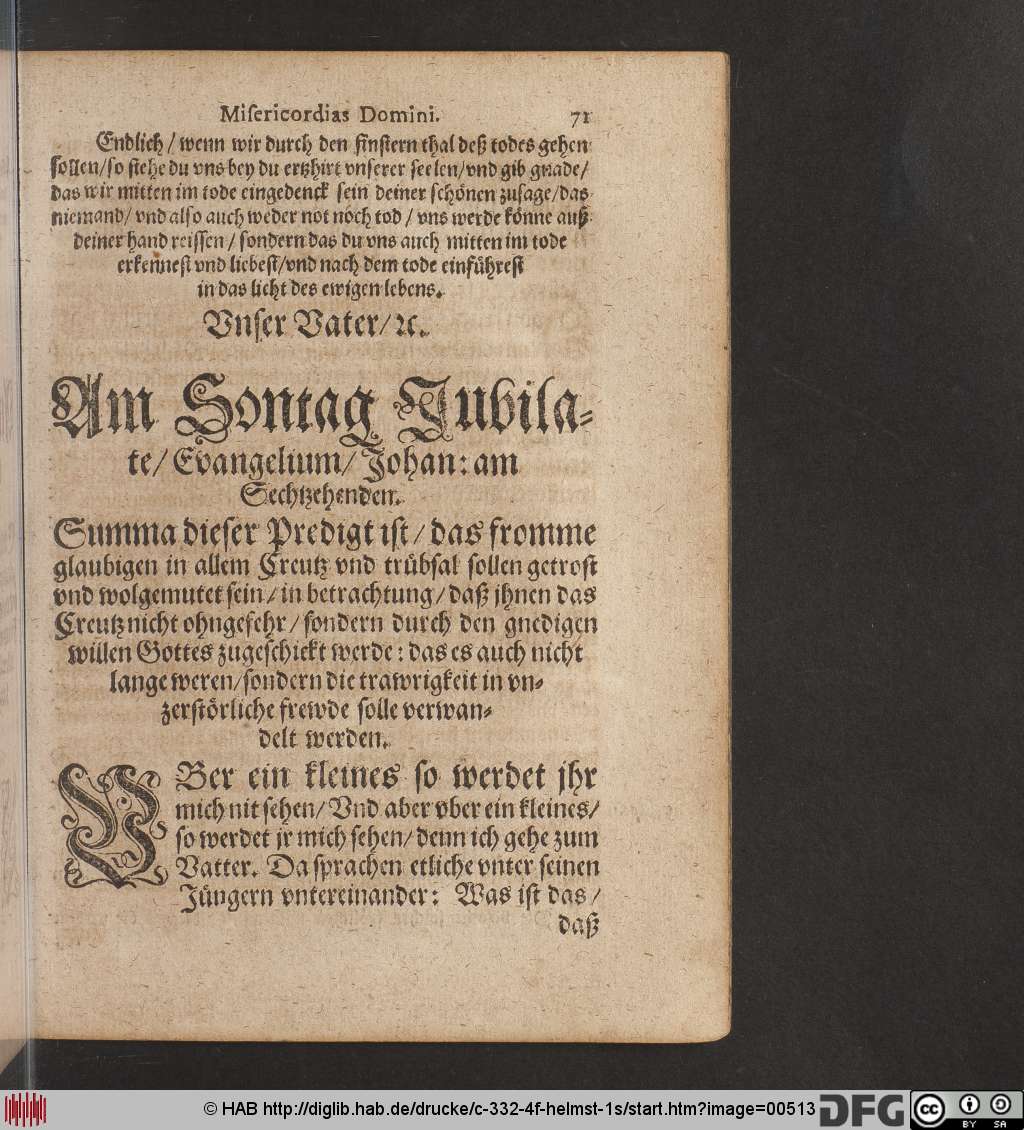 Misericordias Domini. 71
Endlich / wenn wir durch den finstern thal deß todes gehen
sollen/so stehe du vns bey du ertzhirt vnserer seelen/vnd gib gnade/
das wir mitten im tode eingedenck sein deiner schönen zusage/das
niemand/ vnd also auch weder not noch tod / vns werde könne auß
deiner hand reissen / sondern das du vns auch mitten im tode
erkennest vnd liebest/vnd nach dem tode einführest
in das licht des ewigen lebens.
Vnser Vater/ ꝛc.
Am Sontag Jubila-
te/ Evangelium/ Johan: am
Sechtzehenden.
Summa dieser Predigt ist / das fromme
glaubigen in allem Creutz vnd trübsal sollen getrost
vnd wolgemutet sein / in betrachtung / daß jhnen das
Creutz nicht ohngefehr / sondern durch den gnedigen
willen Gottes zugeschickt werde : das es auch nicht
lange weren/sondern die trawrigkeit in vn-
zerstörliche frewde solle verwan-
delt werden.
VBer ein kleines so werdet jhr
mich nit sehen/ Vnd aber vber ein kleines/
so werdet jr mich sehen/ denn ich gehe zum
Vatter. Da sprachen etliche vnter seinen
Jüngern vntereinander: Was ist das /
daß
© HAB http://diglib.hab.de/drucke/c-332-4f-helmst-1s/start.htm?image=00513
DFG
cc BY SA